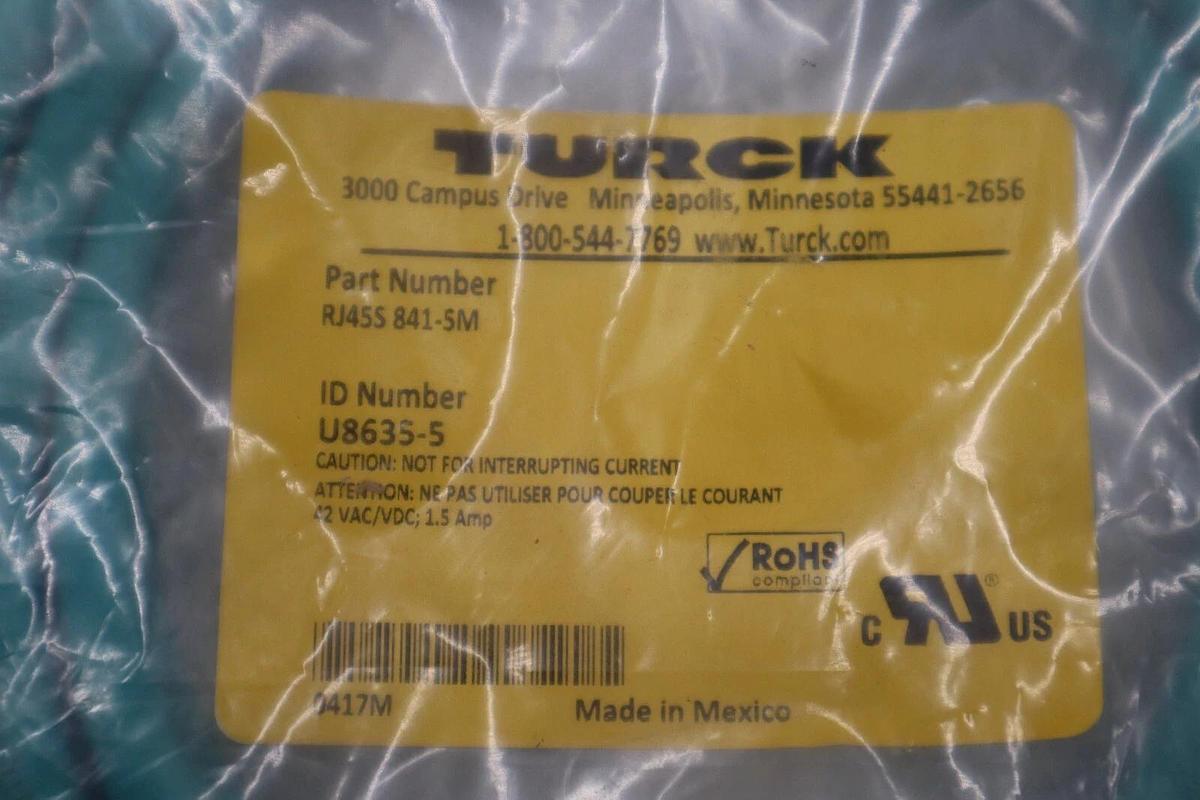 TURCK
3000 Campus Drive Minneapolis, Minnesota 55441-2656
1-800-544-7769 www.Turck.com
Part Number
RJ45S 841-5M
ID Number
U8635-5
CAUTION: NOT FOR INTERRUPTING CURRENT
ATTENTION: NE PAS UTILISER POUR COUPER LE COURANT
42 VAC/VDC; 1.5 Amp
RoHS
compliant
C RU ® US
0417M
Made in Mexico